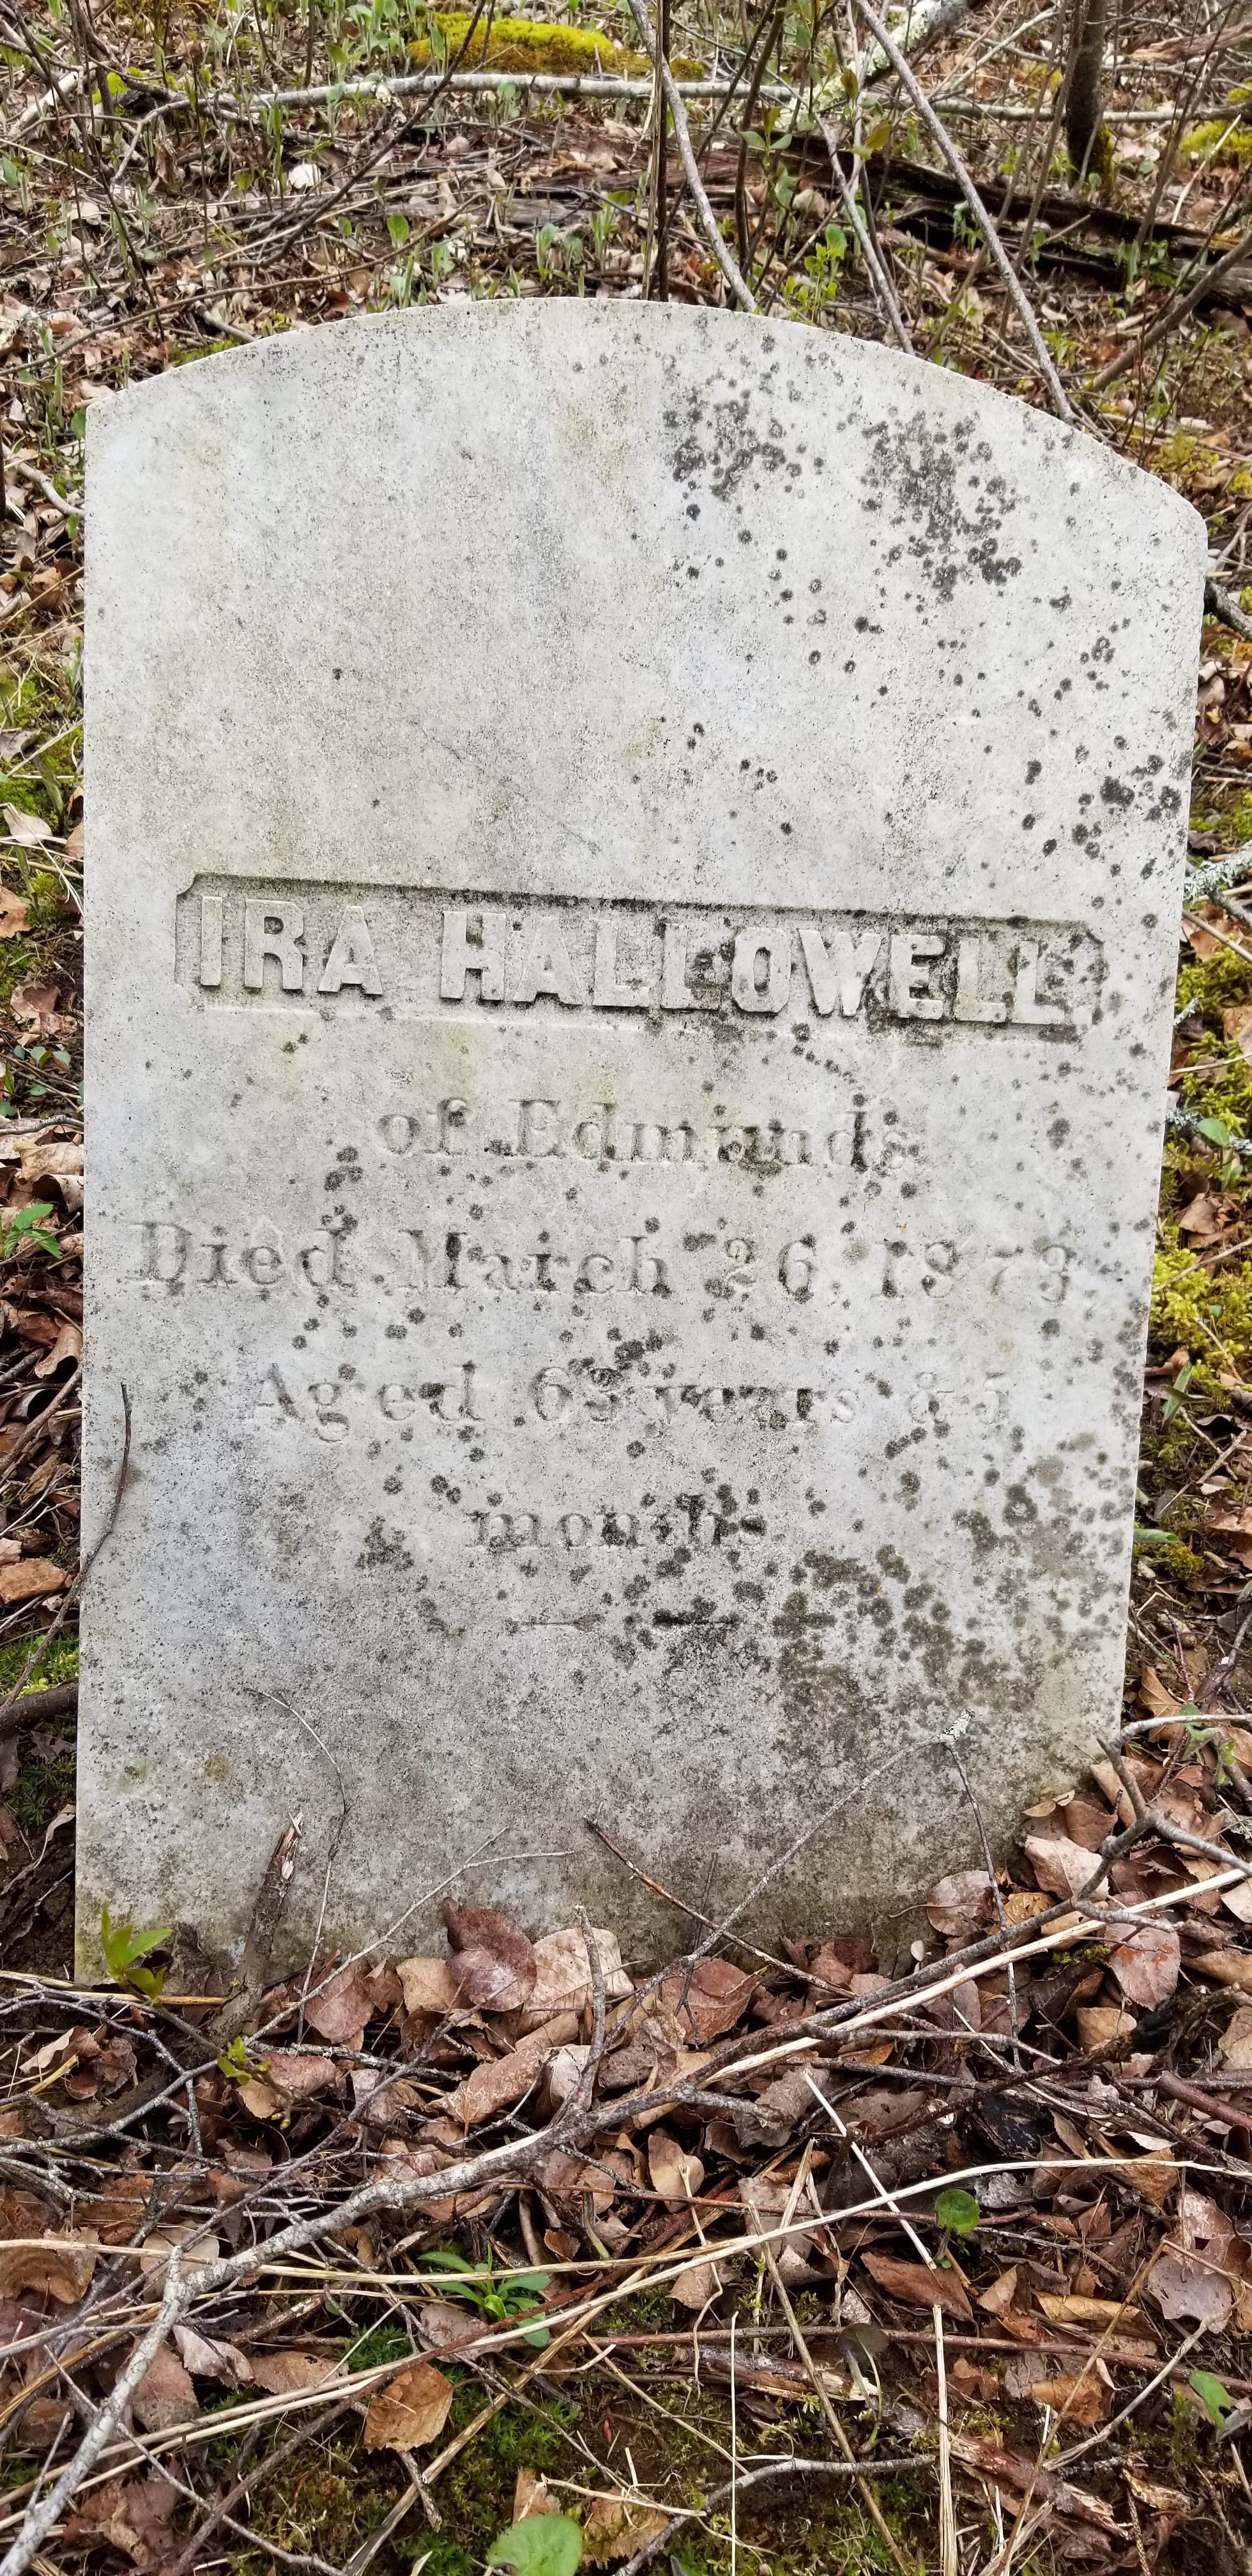 IRA HALLOWELL.
of Edmunds
Died March 26, 1873,
Aged 63 years & 5
months.